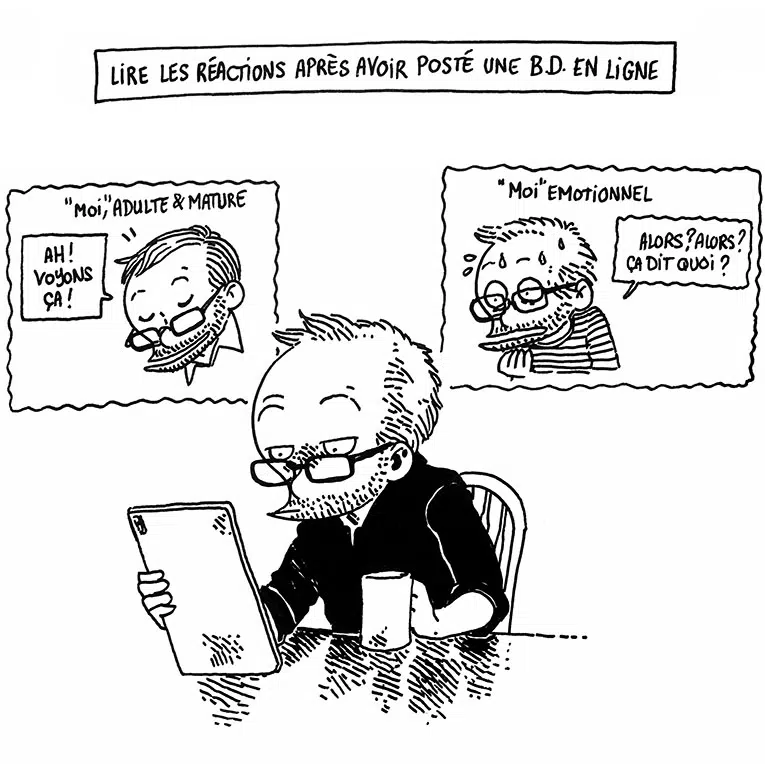 LIRE LES RÉACTIONS APRÈS AVOIR POSTÉ UNE B.D. EN LIGNE
"MOI", ADULTE & MATURE
AH!
VOYONS
ÇA!
"MOI" EMOTIONNEL
ALORS? ALORS?
ÇA DIT QUOI?